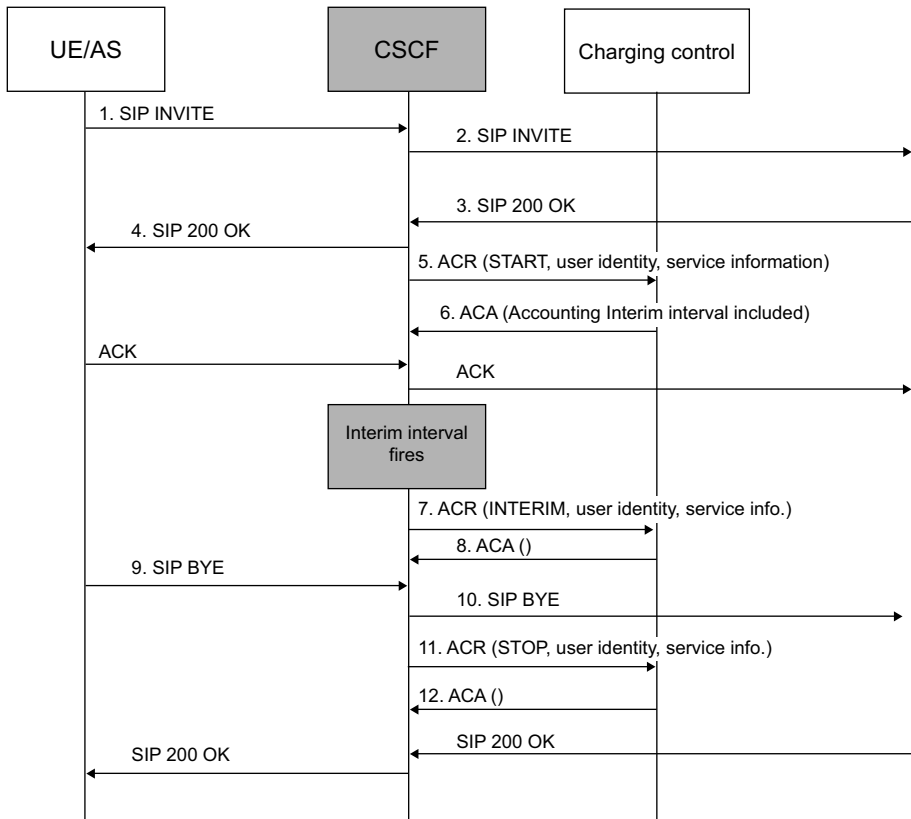 UE/AS
CSCF
Charging control
1. SIP INVITE
2. SIP INVITE
3. SIP 200 OK
4. SIP 200 OK
5. ACR (START, user identity, service information)
6. ACA (Accounting Interim interval included)
ACK
ACK
Interim interval
fires
7. ACR (INTERIM, user identity, service info.)
8. ACA ()
9. SIP BYE
10. SIP BYE
11. ACR (STOP, user identity, service info.)
12. ACA ()
SIP 200 OK
SIP 200 OK